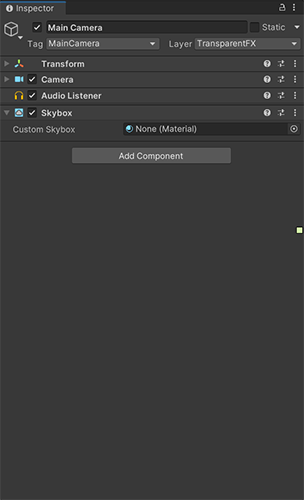 Inspector
Main Camera
Static
Tag MainCamera Layer TransparentFX
Transform
Camera
Audio Listener
Skybox
Custom Skybox None (Material)
Add Component